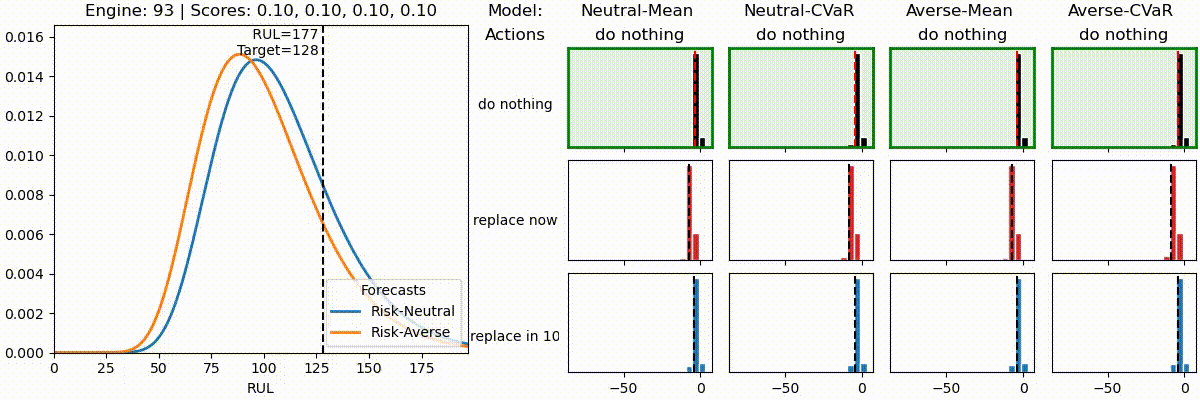 Engine: 93 | Scores: 0.10, 0.10, 0.10, 0.10
RUL=177
Target=128
0.016
0.014
0.012
0.010
0.008
0.006
0.004
0.002
0.000
0 25 50 75 100 125 150 175
RUL
Forecasts
Risk-Neutral
Risk-Averse
Model: Neutral-Mean Neutral-CVaR Averse-Mean Averse-CVaR
Actions do nothing do nothing do nothing do nothing
do nothing
replace now
replace in 10
−50 0 −50 0 −50 0 −50 0